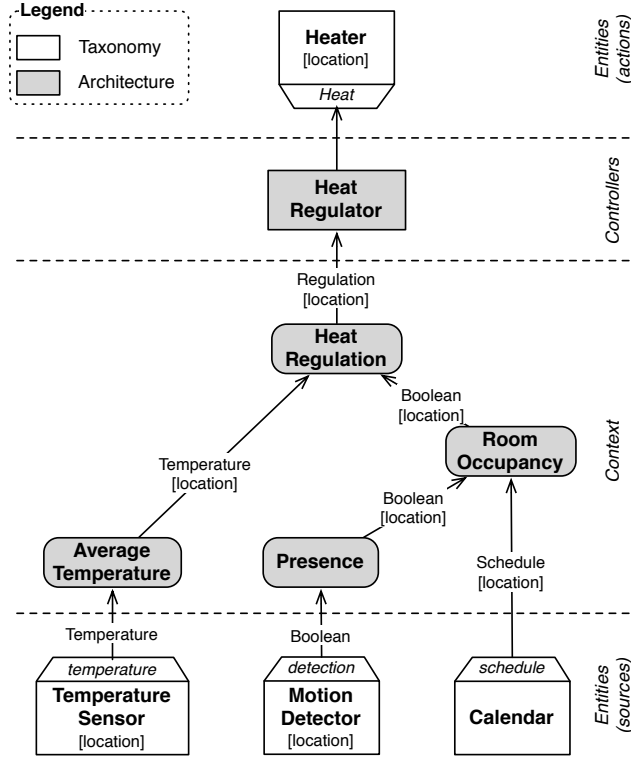 Legend
Taxonomy
Architecture
Heater
[location]
Heat
Entities
(actions)
Heat
Regulator
Controllers
Regulation
[location]
Heat
Regulation
Boolean
[location]
Room
Occupancy
Context
Temperature
[location]
Boolean
[location]
Average
Temperature
Presence
Schedule
[location]
Temperature
Boolean
temperature
detection
schedule
Temperature
Sensor
[location]
Motion
Detector
[location]
Calendar
Entities
(sources)